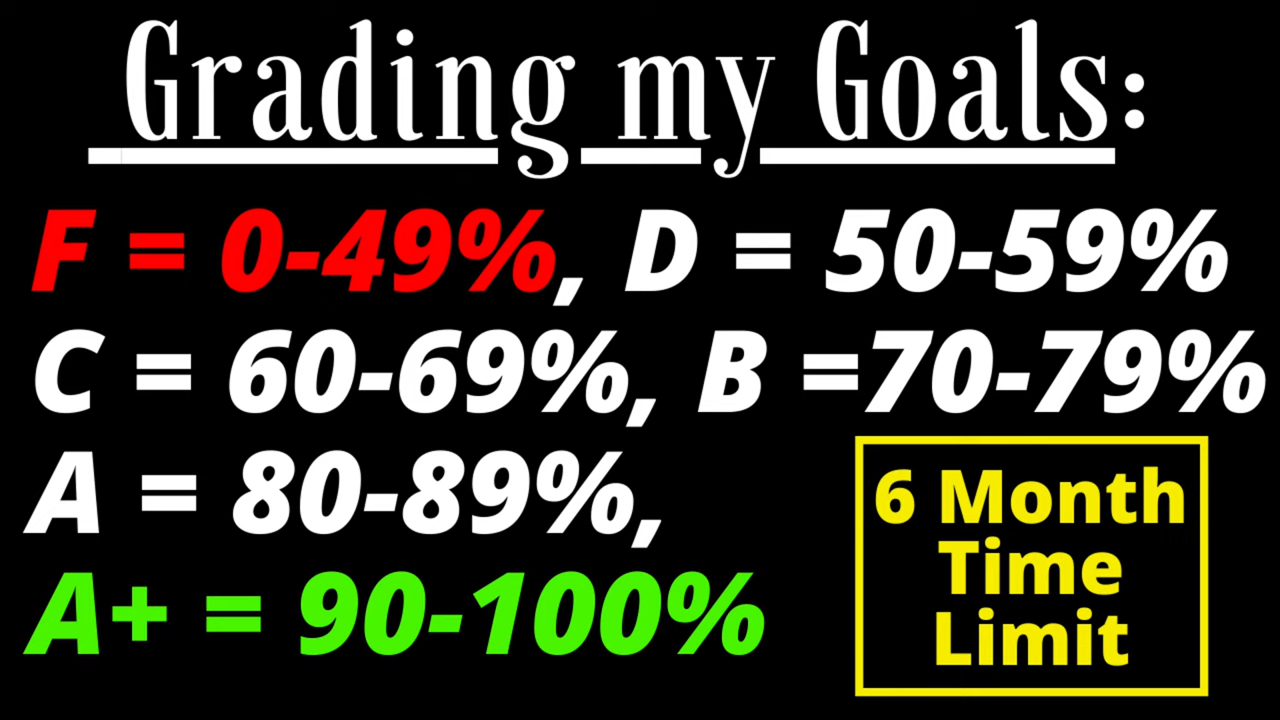 Grading my Goals:
F = 0-49%, D = 50-59%
C = 60-69%, B =70-79%
A = 80-89%,
A+ = 90-100%
6 Month
Time
Limit